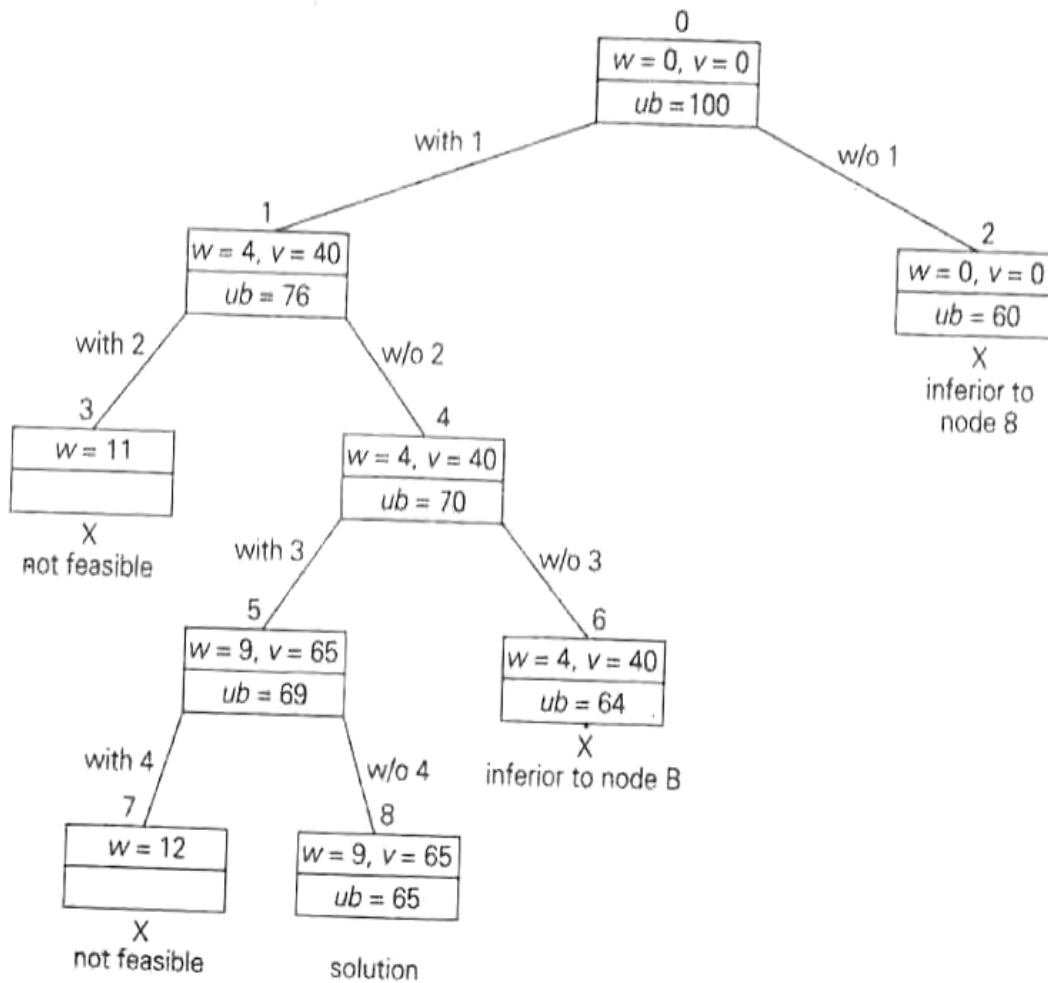 0
w = 0, v = 0
ub = 100
with 1
w/o 1
1
w = 4, v = 40
ub = 76
2
w = 0, v = 0
ub = 60
X
inferior to
node 8
with 2
w/o 2
3
w = 11
X
not feasible
4
w = 4, v = 40
ub = 70
with 3
w/o 3
5
w = 9, v = 65
ub = 69
6
w = 4, v = 40
ub = 64
X
inferior to node B
with 4
w/o 4
7
w = 12
X
not feasible
8
w = 9, v = 65
ub = 65
solution